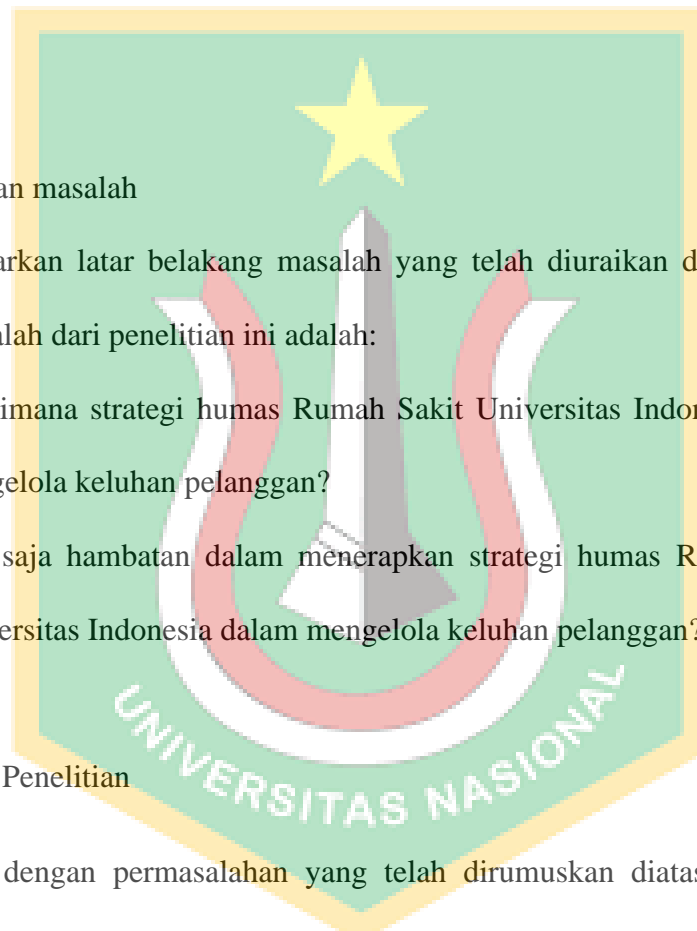 an masalah
arkan latar belakang masalah yang telah diuraikan d
alah dari penelitian ini adalah:
imana strategi humas Rumah Sakit Universitas Indon
gelola keluhan pelanggan?
saja hambatan dalam menerapkan strategi humas R
ersitas Indonesia dalam mengelola keluhan pelanggan?
UNIVERSITAS NASIONAL
Penelitian
dengan permasalahan yang telah dirumuskan diatas